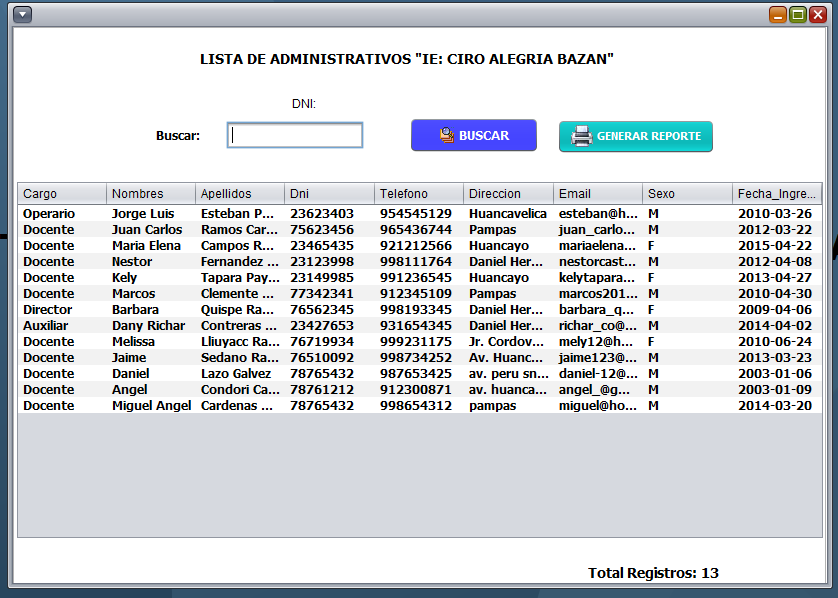 LISTA DE ADMINISTRATIVOS "IE: CIRO ALEGRIA BAZAN"
DNI:
Buscar: BUSCAR GENERAR REPORTE
Cargo Nombres Apellidos Dni Telefono Direccion Email Sexo Fecha_Ingre...
Operario Jorge Luis Esteban P... 23623403 954545129 Huancavelica esteban@h... M 2010-03-26
Docente Juan Carlos Ramos Car... 75623456 965436744 Pampas juan_carlo... M 2012-03-22
Docente Maria Elena Campos R... 23465435 921212566 Huancayo mariaelena... F 2015-04-22
Docente Nestor Fernandez ... 23123998 998111764 Daniel Her... nestorcast... M 2012-04-08
Docente Kely Tapara Pay... 23149985 991236545 Huancayo kelytapara... F 2013-04-27
Docente Marcos Clemente ... 77342341 912345109 Pampas marcos201... M 2010-04-30
Director Barbara Quispe Ra... 76562345 998193345 Daniel Her... barbara_q... F 2009-04-06
Auxiliar Dany Richar Contreras ... 23427653 931654345 Daniel Her... richar_co@... M 2014-04-02
Docente Melissa Lliuyacc Ra... 76719934 999231175 Jr. Cordov... mely12@h... F 2010-06-24
Docente Jaime Sedano Ra... 76510092 998734252 Av. Huanc... jaime123@... M 2013-03-23
Docente Daniel Lazo Galvez 78765432 987653425 av. peru sn... daniel-12@... M 2003-01-06
Docente Angel Condori Ca... 78761212 912300871 av. huanca... angel_@g... M 2003-01-09
Docente Miguel Angel Cardenas ... 78765432 998654312 pampas miguel@ho... M 2014-03-20
Total Registros: 13